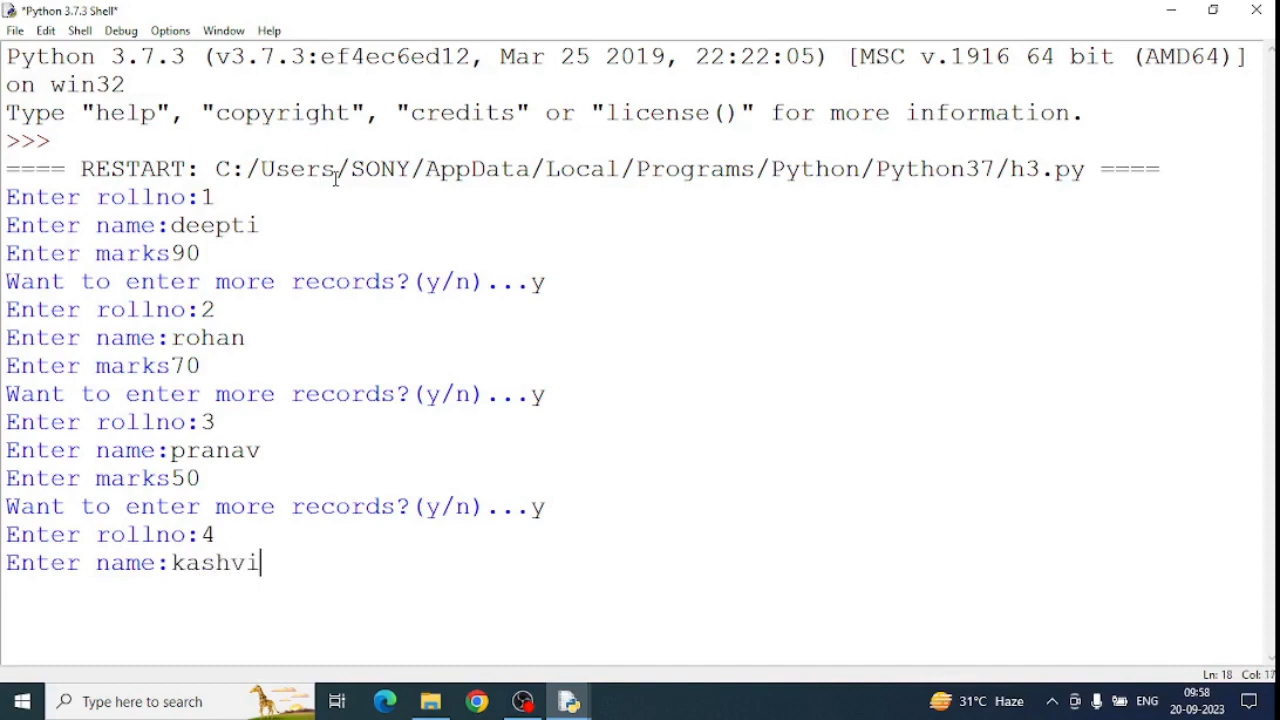 *Python 3.7.3 Shell*
File Edit Shell Debug Options Window Help
Python 3.7.3 (v3.7.3:ef4ec6ed12, Mar 25 2019, 22:22:05) [MSC v.1916 64 bit (AMD64)]
on win32
Type "help", "copyright", "credits" or "license()" for more information.
>>>
==== RESTART: C:/Users/SONY/AppData/Local/Programs/Python/Python37/h3.py ====
Enter rollno:1
Enter name:deepti
Enter marks90
Want to enter more records?(y/n)...y
Enter rollno:2
Enter name:rohan
Enter marks70
Want to enter more records?(y/n)...y
Enter rollno:3
Enter name:pranav
Enter marks50
Want to enter more records?(y/n)...y
Enter rollno:4
Enter name:kashvi
Ln: 18 Col: 17
Type here to search
31°C Haze
ENG
09:58
20-09-2023